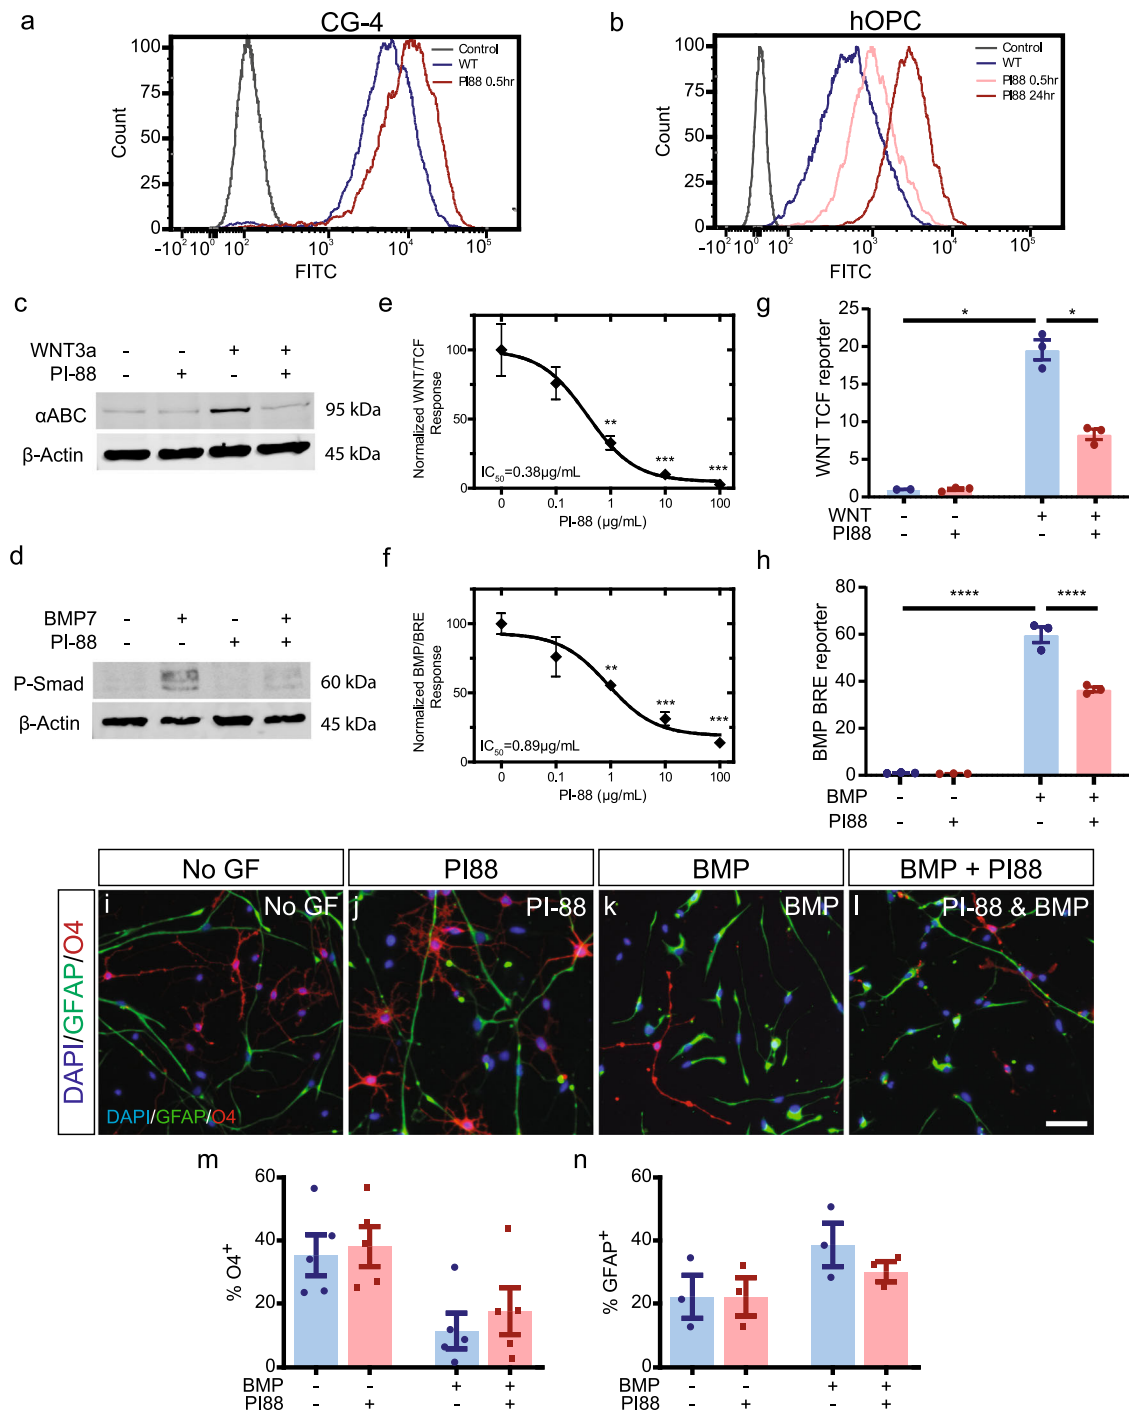 a
CG-4
100
75
50
25
0
Count
-10² 10⁰ 10² 10³ 10⁴ 10⁵
FITC
Control
WT
PI88 0.5hr
b
hOPC
100
75
50
25
0
Count
-10² 10⁰ 10² 10³ 10⁴ 10⁵
FITC
Control
WT
PI88 0.5hr
PI88 24hr
c
WNT3a - - + +
PI-88 - + - +
αABC 95 kDa
β-Actin 45 kDa
d
BMP7 - + - +
PI-88 - - + +
P-Smad 60 kDa
β-Actin 45 kDa
e
Normalized WNT/TCF
Response
100
50
0
** *** ***
IC₅₀=0.38µg/mL
0 0.1 1 10 100
PI-88 (µg/mL)
f
Normalized BMP/BRE
Response
100
50
0
** *** ***
IC₅₀=0.89µg/mL
0 0.1 1 10 100
PI-88 (µg/mL)
g
WNT TCF reporter
25
20
15
10
5
0
* *
WNT - - + +
PI88 - + - +
h
BMP BRE reporter
60
40
20
0
**** ****
BMP - - + +
PI88 - + - +
No GF PI88 BMP BMP + PI88
DAPI/GFAP/O4
i No GF
j PI-88
k BMP
l PI-88 & BMP
DAPI/GFAP/O4
m
% O4⁺
60
40
20
0
BMP - - + +
PI88 - + - +
n
% GFAP⁺
60
40
20
0
BMP - - + +
PI88 - + - +